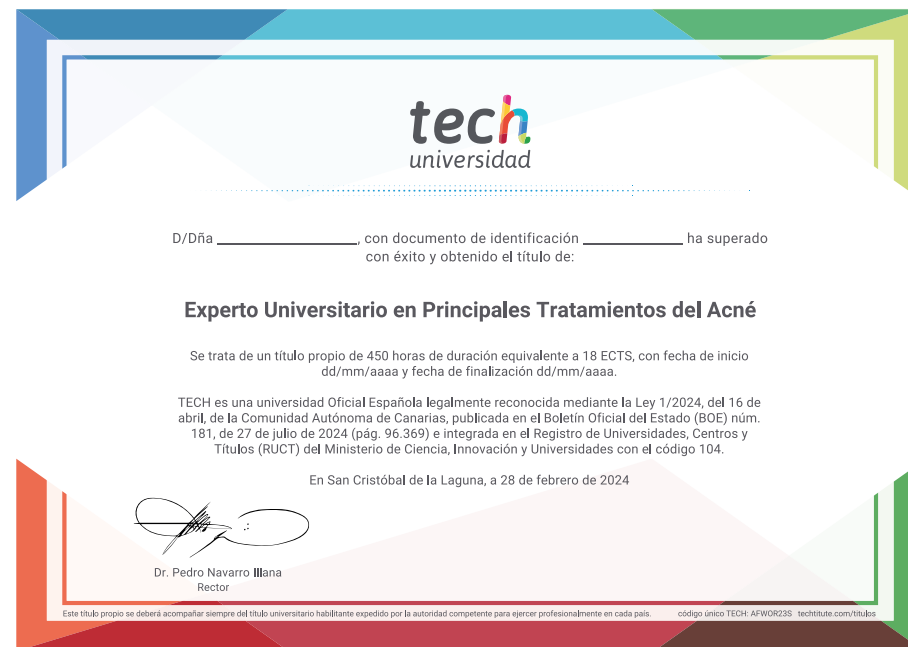 tech
universidad
D/Dña ______________, con documento de identificación __________ ha superado
con éxito y obtenido el título de:
Experto Universitario en Principales Tratamientos del Acné
Se trata de un título propio de 450 horas de duración equivalente a 18 ECTS, con fecha de inicio
dd/mm/aaaa y fecha de finalización dd/mm/aaaa.
TECH es una universidad Oficial Española legalmente reconocida mediante la Ley 1/2024, del 16 de
abril, de la Comunidad Autónoma de Canarias, publicada en el Boletín Oficial del Estado (BOE) núm.
181, de 27 de julio de 2024 (pág. 96.369) e integrada en el Registro de Universidades, Centros y
Títulos (RUCT) del Ministerio de Ciencia, Innovación y Universidades con el código 104.
En San Cristóbal de la Laguna, a 28 de febrero de 2024
Dr. Pedro Navarro Illana
Rector
Este título propio se deberá acompañar siempre del título universitario habilitante expedido por la autoridad competente para ejercer profesionalmente en cada país. código único TECH: AFWOR23S techtitute.com/titulos